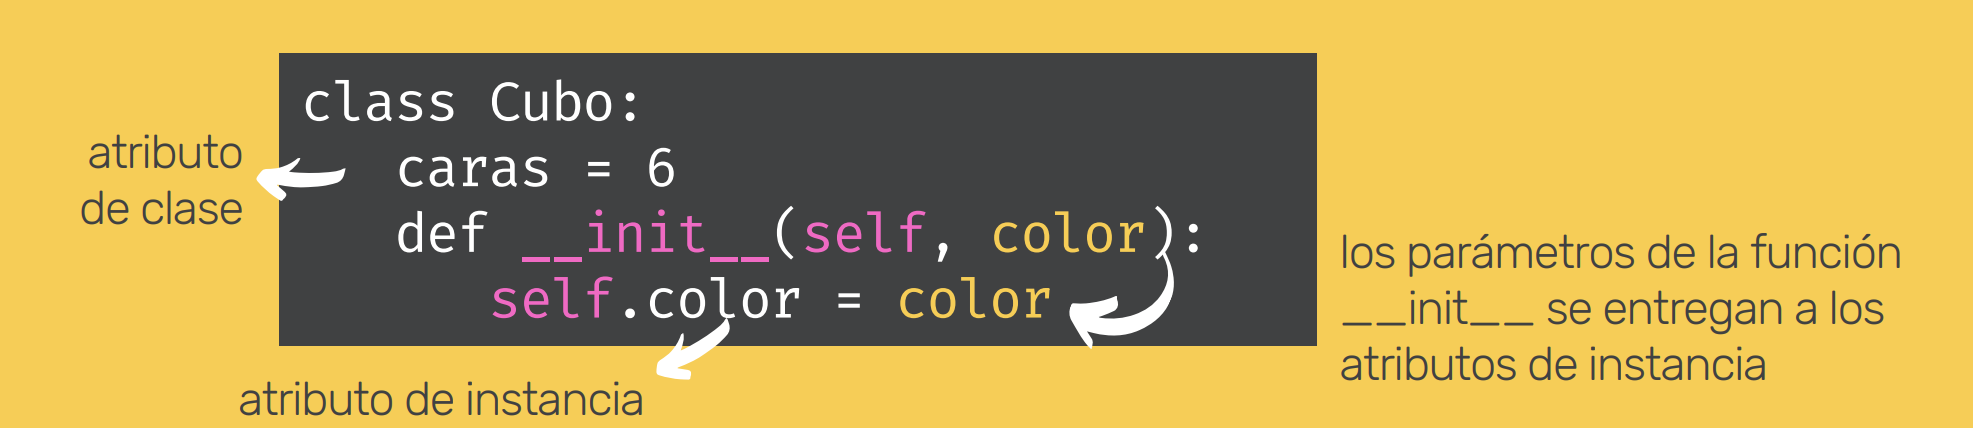 class Cubo:
caras = 6
def __init__(self, color):
self.color = color
atributo
de clase
atributo de instancia
los parámetros de la función
__init__ se entregan a los
atributos de instancia